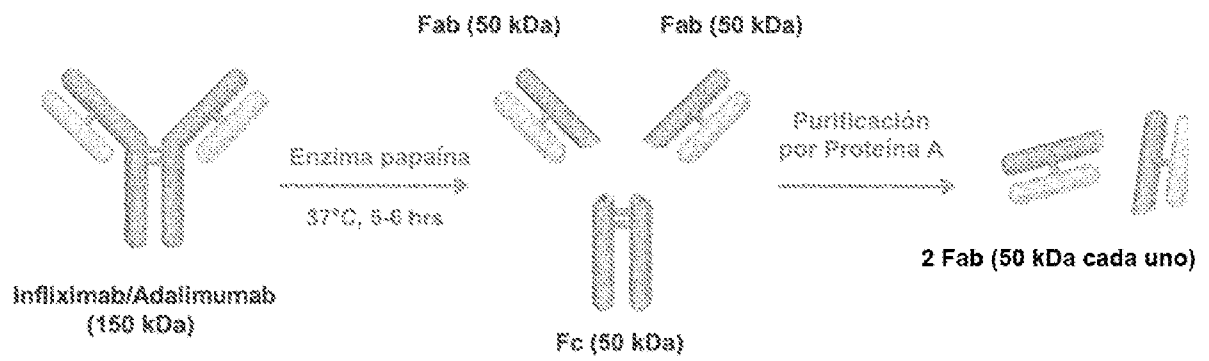 Fab (50 kDa)
Fab (50 kDa)
Enzima papaína
37°C, 5-6 hrs
Purificación
por Proteína A
Infliximab/Adalimumab
(150 kDa)
Fc (50 kDa)
2 Fab (50 kDa cada uno)